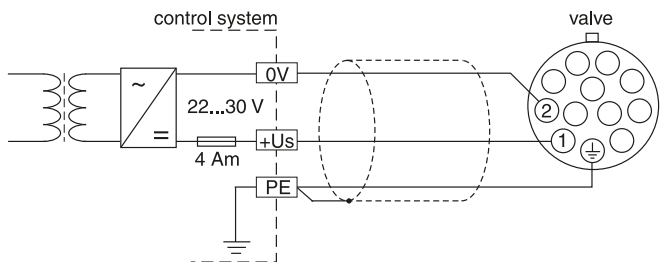 control system
valve
~
=
0V
22...30 V
+Us
4 Am
PE
2
1